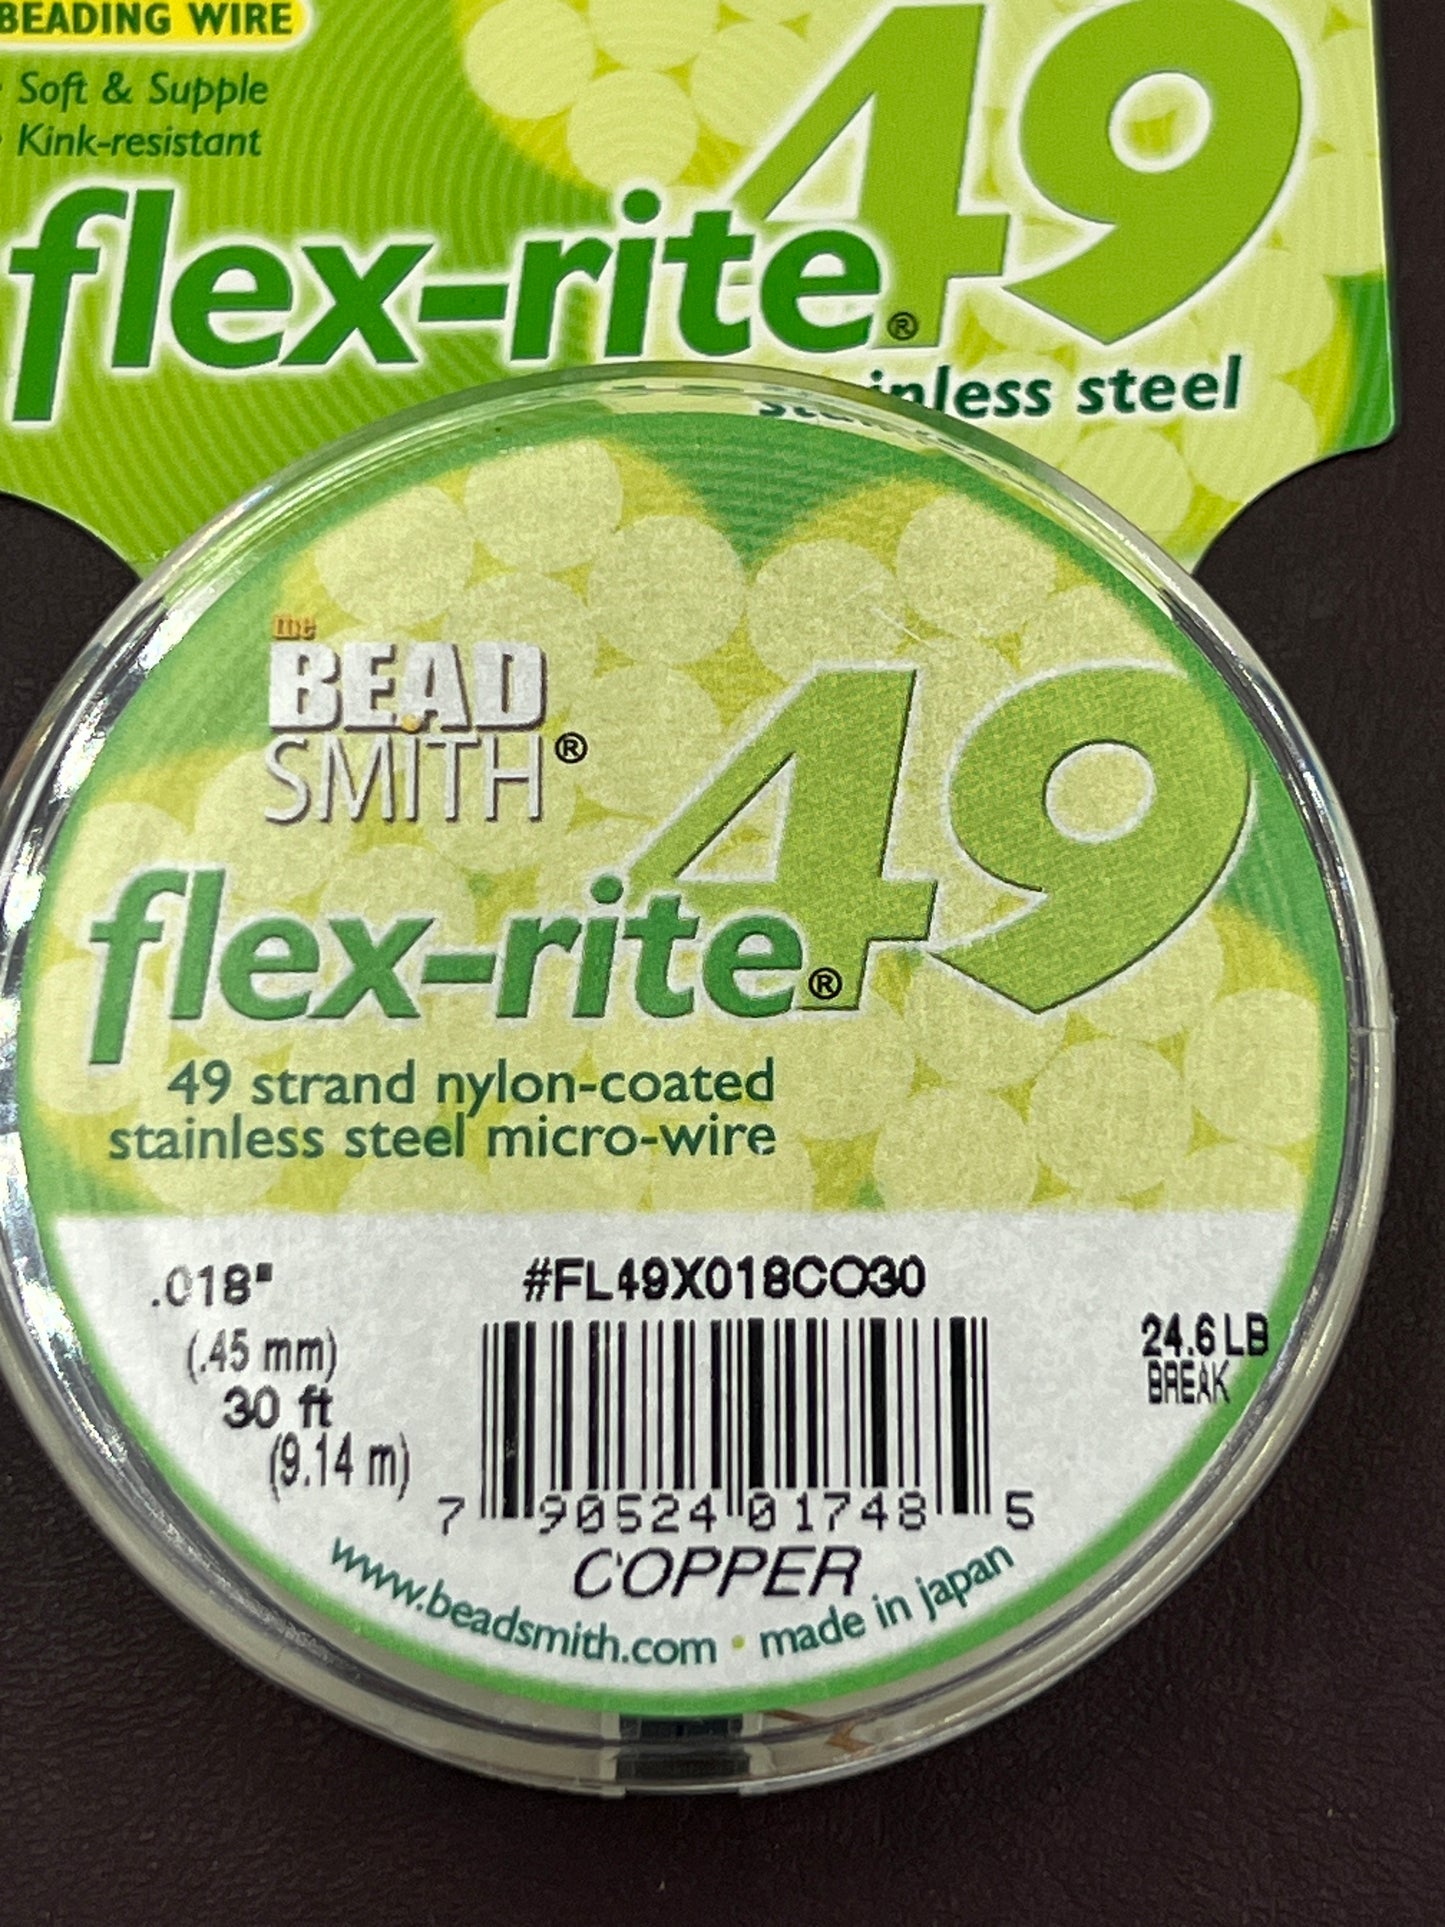 BEADING WIRE
Soft & Supple
Kink-resistant
flex-rite® 49
stainless steel
the
BEAD
SMITH®
flex-rite® 49
49 strand nylon-coated
stainless steel micro-wire
.018"
(.45 mm)
30 ft
(9.14 m)
#FL49X018CO30
7 90524 01748 5
COPPER
24.6 LB
BREAK
www.beadsmith.com • made in japan